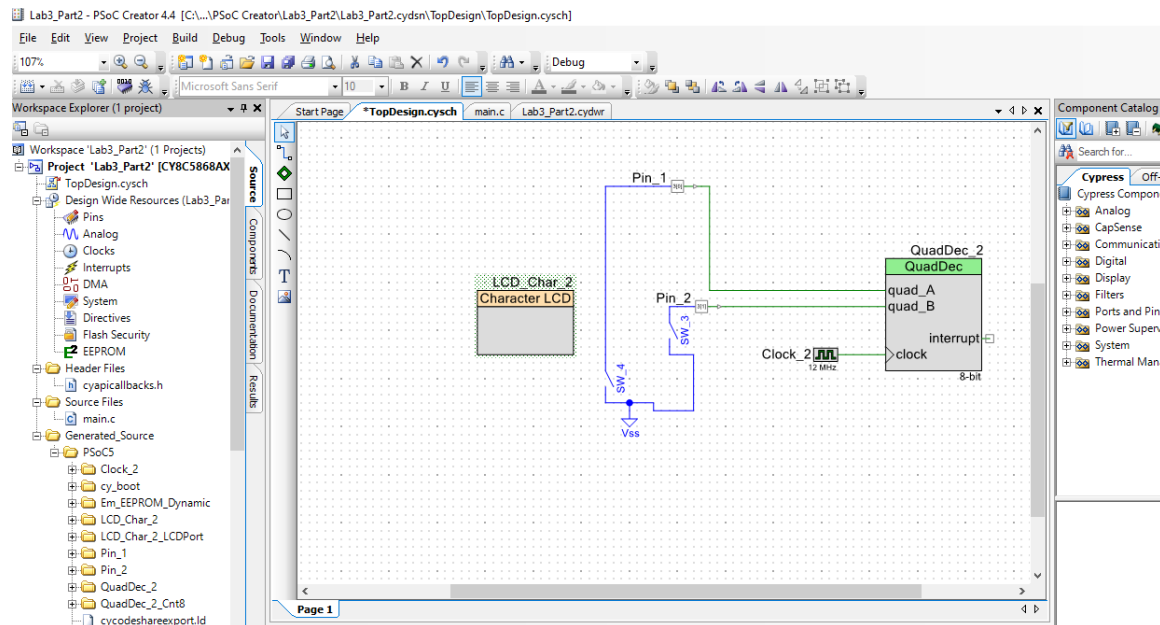 Lab3_Part2 - PSoC Creator 4.4 [C:\...\PSoC Creator\Lab3_Part2\Lab3_Part2.cydsn\TopDesign\TopDesign.cysch]
File Edit View Project Build Debug Tools Window Help
107% Debug
Microsoft Sans Serif 10 B I U A
Workspace Explorer (1 project)
Workspace 'Lab3_Part2' (1 Projects)
Project 'Lab3_Part2' [CY8C5868AX
TopDesign.cysch
Design Wide Resources (Lab3_Par
Pins
Analog
Clocks
Interrupts
DMA
System
Directives
Flash Security
EEPROM
Header Files
cyapicallbacks.h
Source Files
main.c
Generated_Source
PSoC5
Clock_2
cy_boot
Em_EEPROM_Dynamic
LCD_Char_2
LCD_Char_2_LCDPort
Pin_1
Pin_2
QuadDec_2
QuadDec_2_Cnt8
cycodeshareexport.ld
Source
Components
Documentation
Results
Start Page *TopDesign.cysch main.c Lab3_Part2.cydwr
T
Pin_1
LCD_Char_2
Character LCD
Pin_2
SW_3
SW_4
Vss
Clock_2
12 MHz
QuadDec_2
QuadDec
quad_A
quad_B
interrupt
clock
8-bit
Page 1
Component Catalog
Search for...
Cypress Off-
Cypress Compon
Analog
CapSense
Communicati
Digital
Display
Filters
Ports and Pin
Power Superv
System
Thermal Man